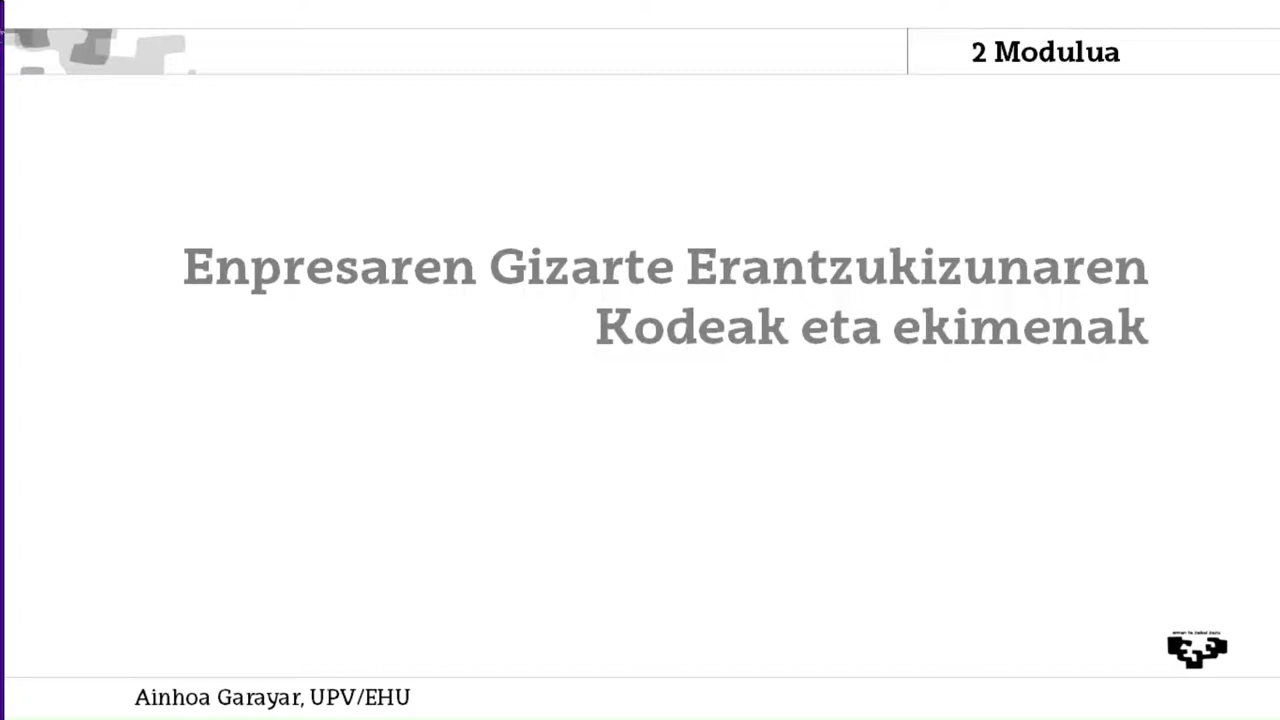 2 Modulua
Enpresaren Gizarte Erantzukizunaren
Kodeak eta ekimenak
Ainhoa Garayar, UPV/EHU